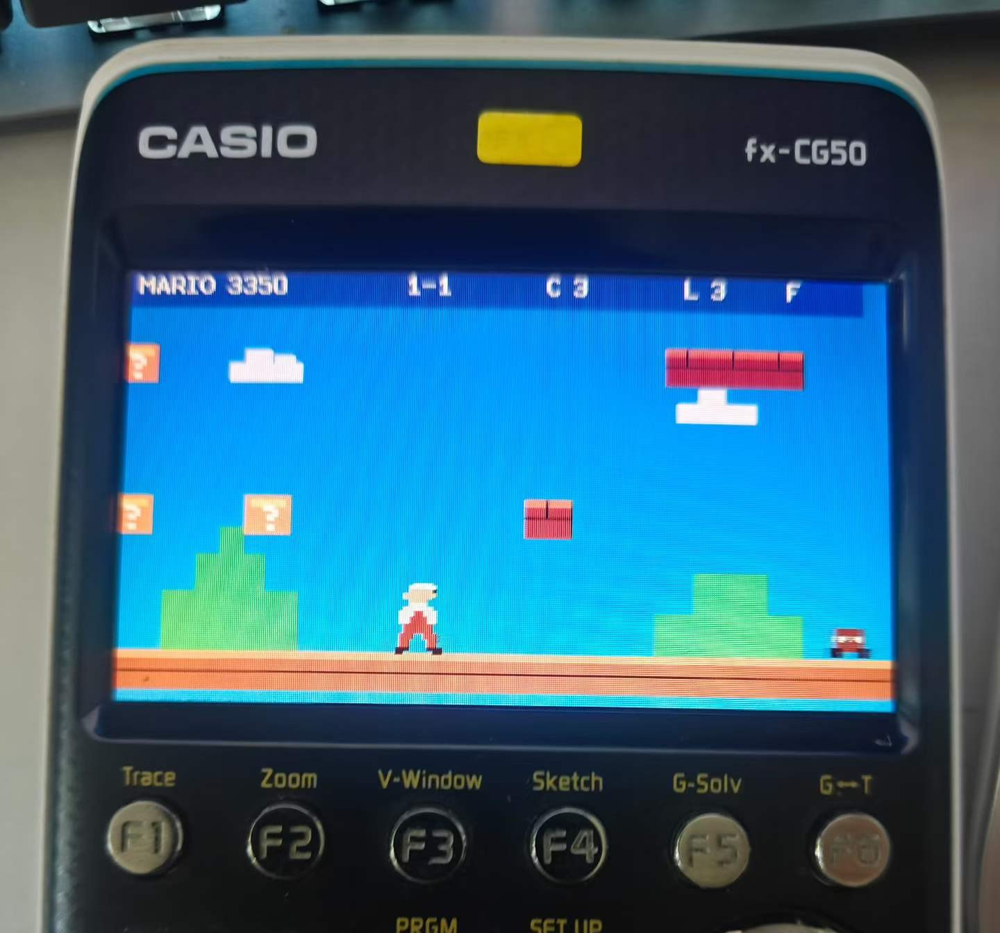 CASIO fx-CG50
MARIO 3350 1-1 C 3 L 3 F
?
? ?
Trace Zoom V-Window Sketch G-Solv G↔T
F1 F2 F3 F4 F5 F6
PRGM SET UP